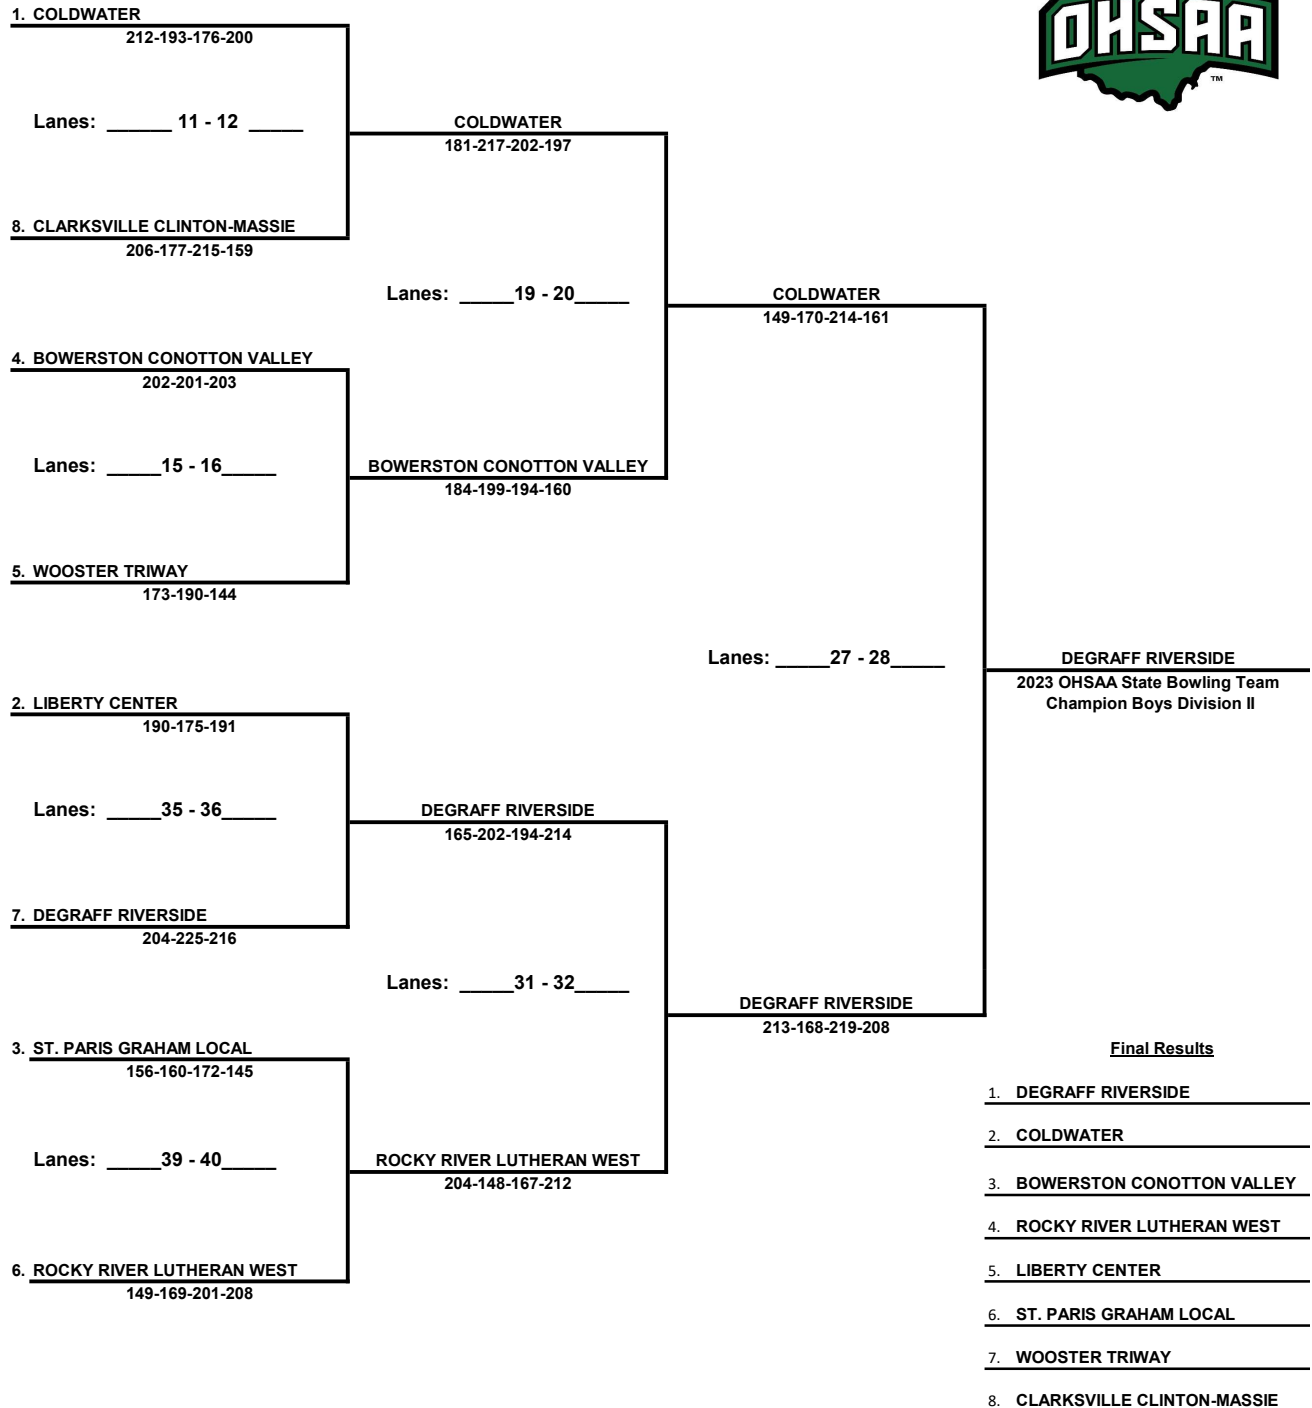 OHSAA
TM
1. COLDWATER
212-193-176-200
Lanes: ______ 11 - 12 _____
8. CLARKSVILLE CLINTON-MASSIE
206-177-215-159
COLDWATER
181-217-202-197
Lanes: _____19 - 20_____
4. BOWERSTON CONOTTON VALLEY
202-201-203
Lanes: _____15 - 16_____
5. WOOSTER TRIWAY
173-190-144
BOWERSTON CONOTTON VALLEY
184-199-194-160
COLDWATER
149-170-214-161
Lanes: _____27 - 28_____
DEGRAFF RIVERSIDE
2023 OHSAA State Bowling Team
Champion Boys Division II
2. LIBERTY CENTER
190-175-191
Lanes: _____35 - 36_____
7. DEGRAFF RIVERSIDE
204-225-216
DEGRAFF RIVERSIDE
165-202-194-214
Lanes: _____31 - 32_____
3. ST. PARIS GRAHAM LOCAL
156-160-172-145
Lanes: _____39 - 40_____
6. ROCKY RIVER LUTHERAN WEST
149-169-201-208
ROCKY RIVER LUTHERAN WEST
204-148-167-212
DEGRAFF RIVERSIDE
213-168-219-208
Final Results
1. DEGRAFF RIVERSIDE
2. COLDWATER
3. BOWERSTON CONOTTON VALLEY
4. ROCKY RIVER LUTHERAN WEST
5. LIBERTY CENTER
6. ST. PARIS GRAHAM LOCAL
7. WOOSTER TRIWAY
8. CLARKSVILLE CLINTON-MASSIE